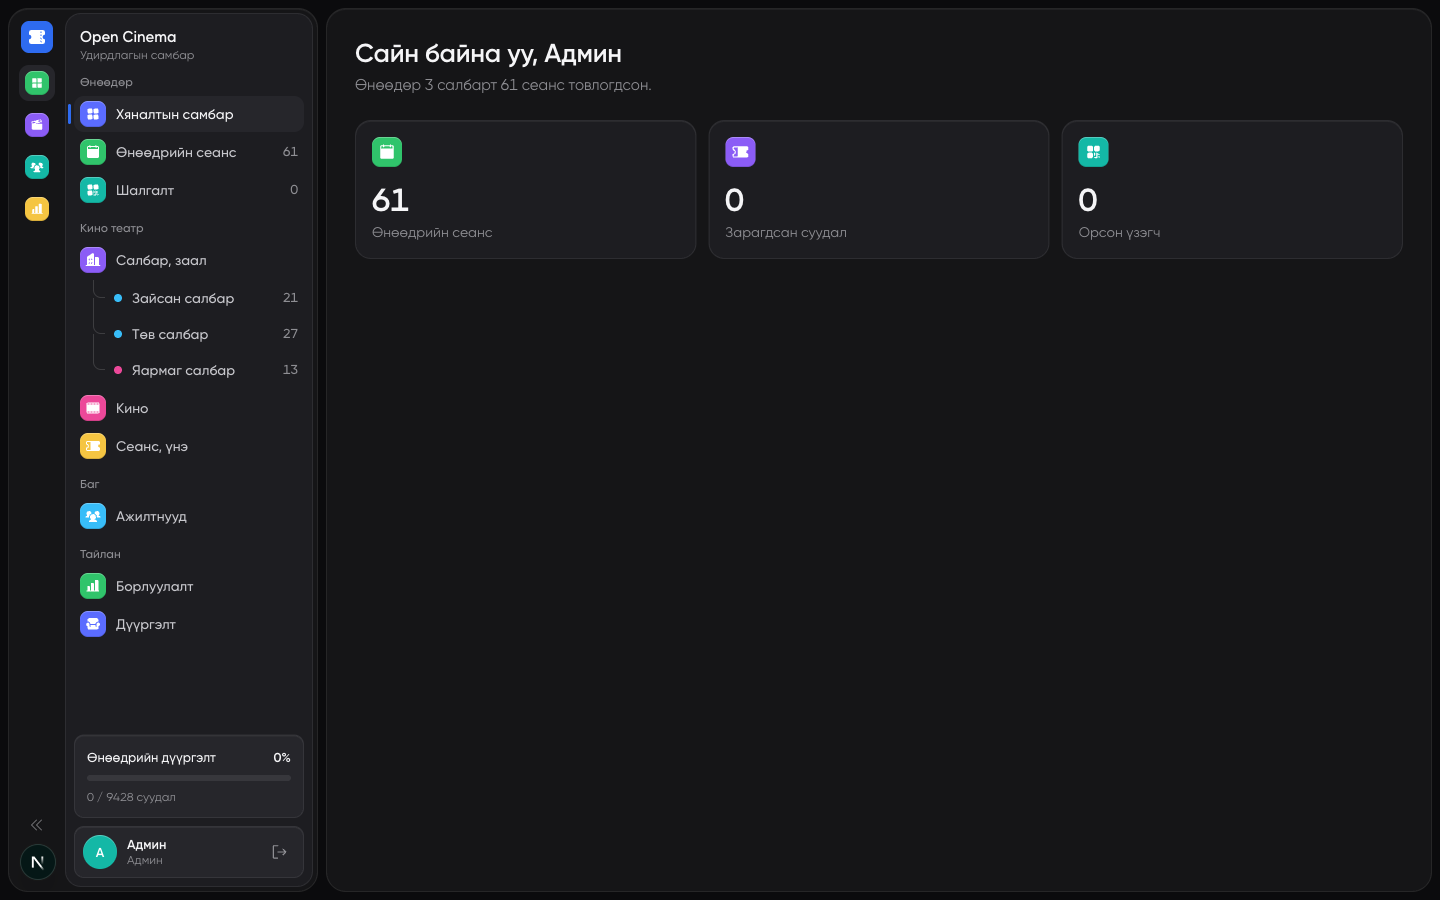 Open Cinema
Удирдлагын самбар
Өнөөдөр
Хяналтын самбар
Өнөөдрийн сеанс 61
Шалгалт 0
Кино театр
Салбар, заал
Зайсан салбар 21
Төв салбар 27
Яармаг салбар 13
Кино
Сеанс, үнэ
Баг
Ажилтнууд
Тайлан
Борлуулалт
Дүүргэлт
Өнөөдрийн дүүргэлт 0%
0 / 9428 суудал
А
Админ
Админ
N
Сайн байна уу, Админ
Өнөөдөр 3 салбарт 61 сеанс товлогдсон.
61
Өнөөдрийн сеанс
0
Зарагдсан суудал
0
Орсон үзэгч